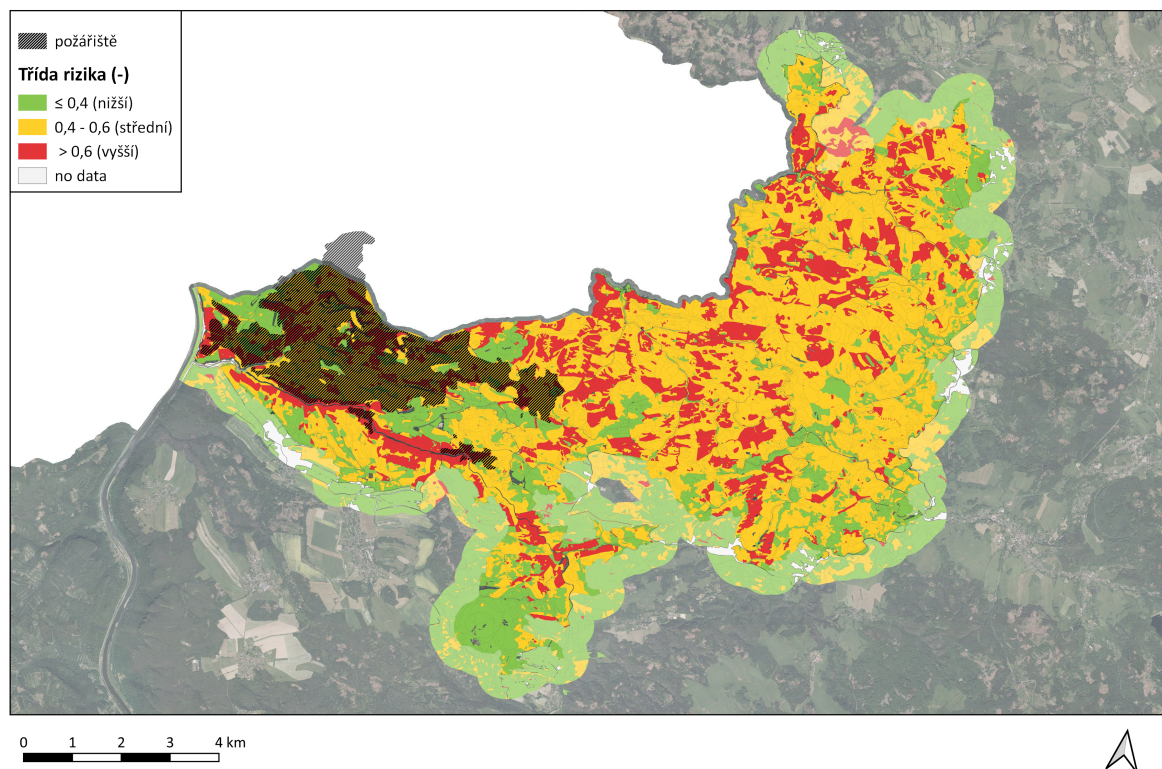 požářiště
Třída rizika (-)
≤ 0,4 (nižší)
0,4 - 0,6 (střední)
> 0,6 (vyšší)
no data
0 1 2 3 4 km